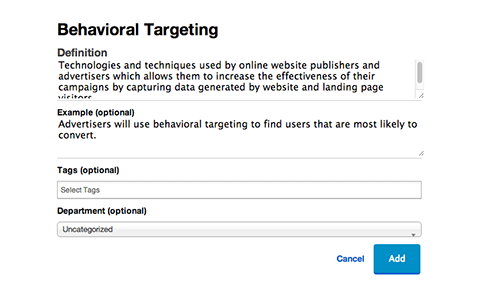 Behavioral Targeting
Definition
Technologies and techniques used by online website publishers and
advertisers which allows them to increase the effectiveness of their
campaigns by capturing data generated by website and landing page
visitors
Example (optional)
Advertisers will use behavioral targeting to find users that are most likely to
convert.
Tags (optional)
Select Tags
Department (optional)
Uncategorized
Cancel Add